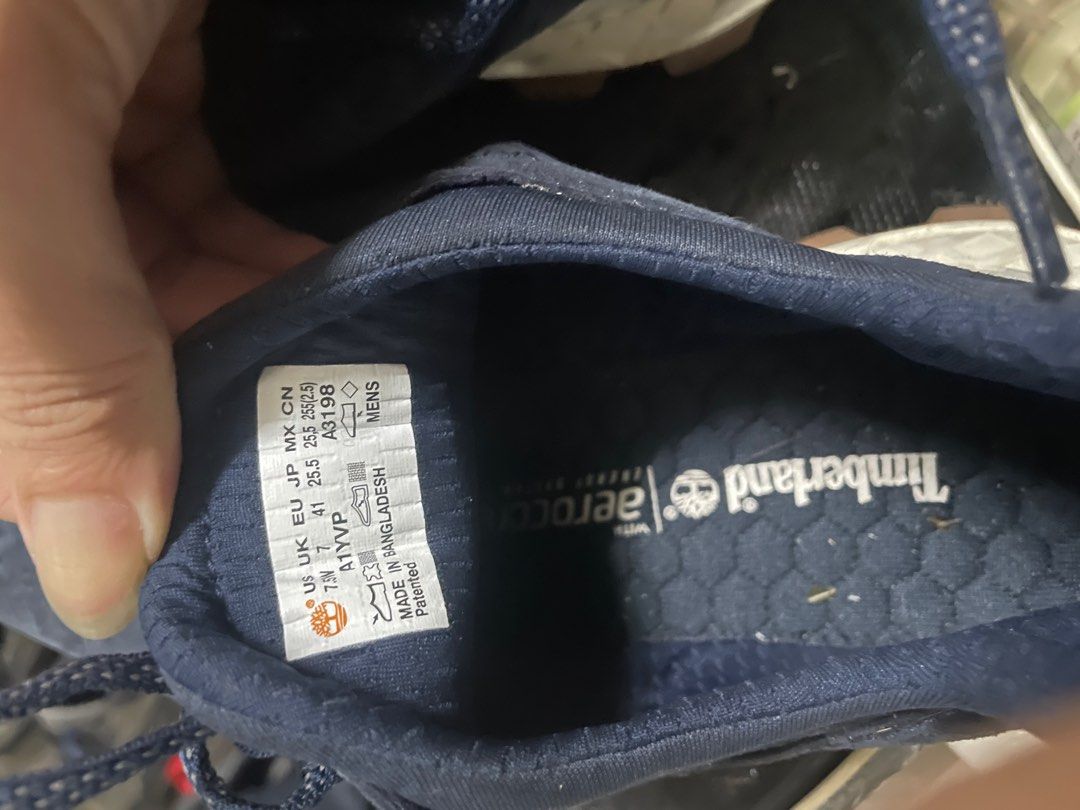 US UK EU JP MX CN
7.5W 7 41 25.5 25,5 255(2.5)
A1YVP A3198
MENS
MADE IN BANGLADESH
Patented
Timberland
WITH